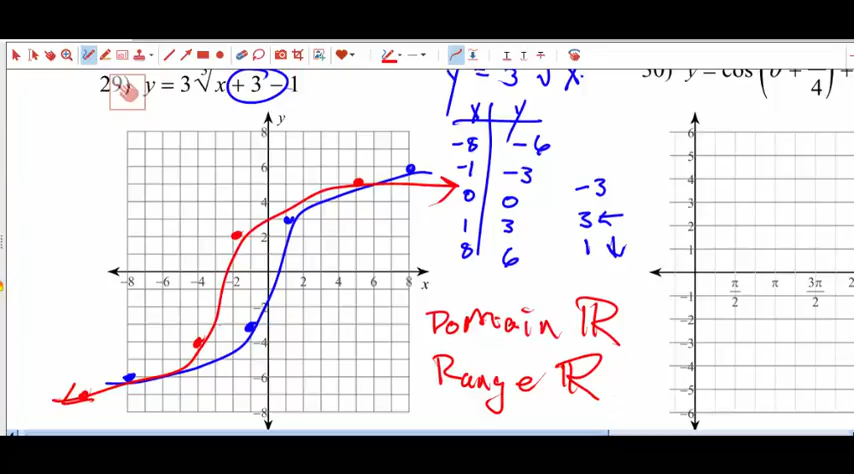 29) y = 3∛x + 3 − 1
y = 3 ∛x
30) y = cos(θ +
4) +
x y
-8 -6
-1 -3
0 0
1 3
8 6
-3
3 ←
1 ↓
Domain ℝ
Range ℝ
y
8
6
4
2
-8 -6 -4 -2 2 4 6 8 x
-2
-4
-6
-8
6
5
4
3
2
1
π/2 π 3π/2
-1
-2
-3
-4
-5
-6
T T T